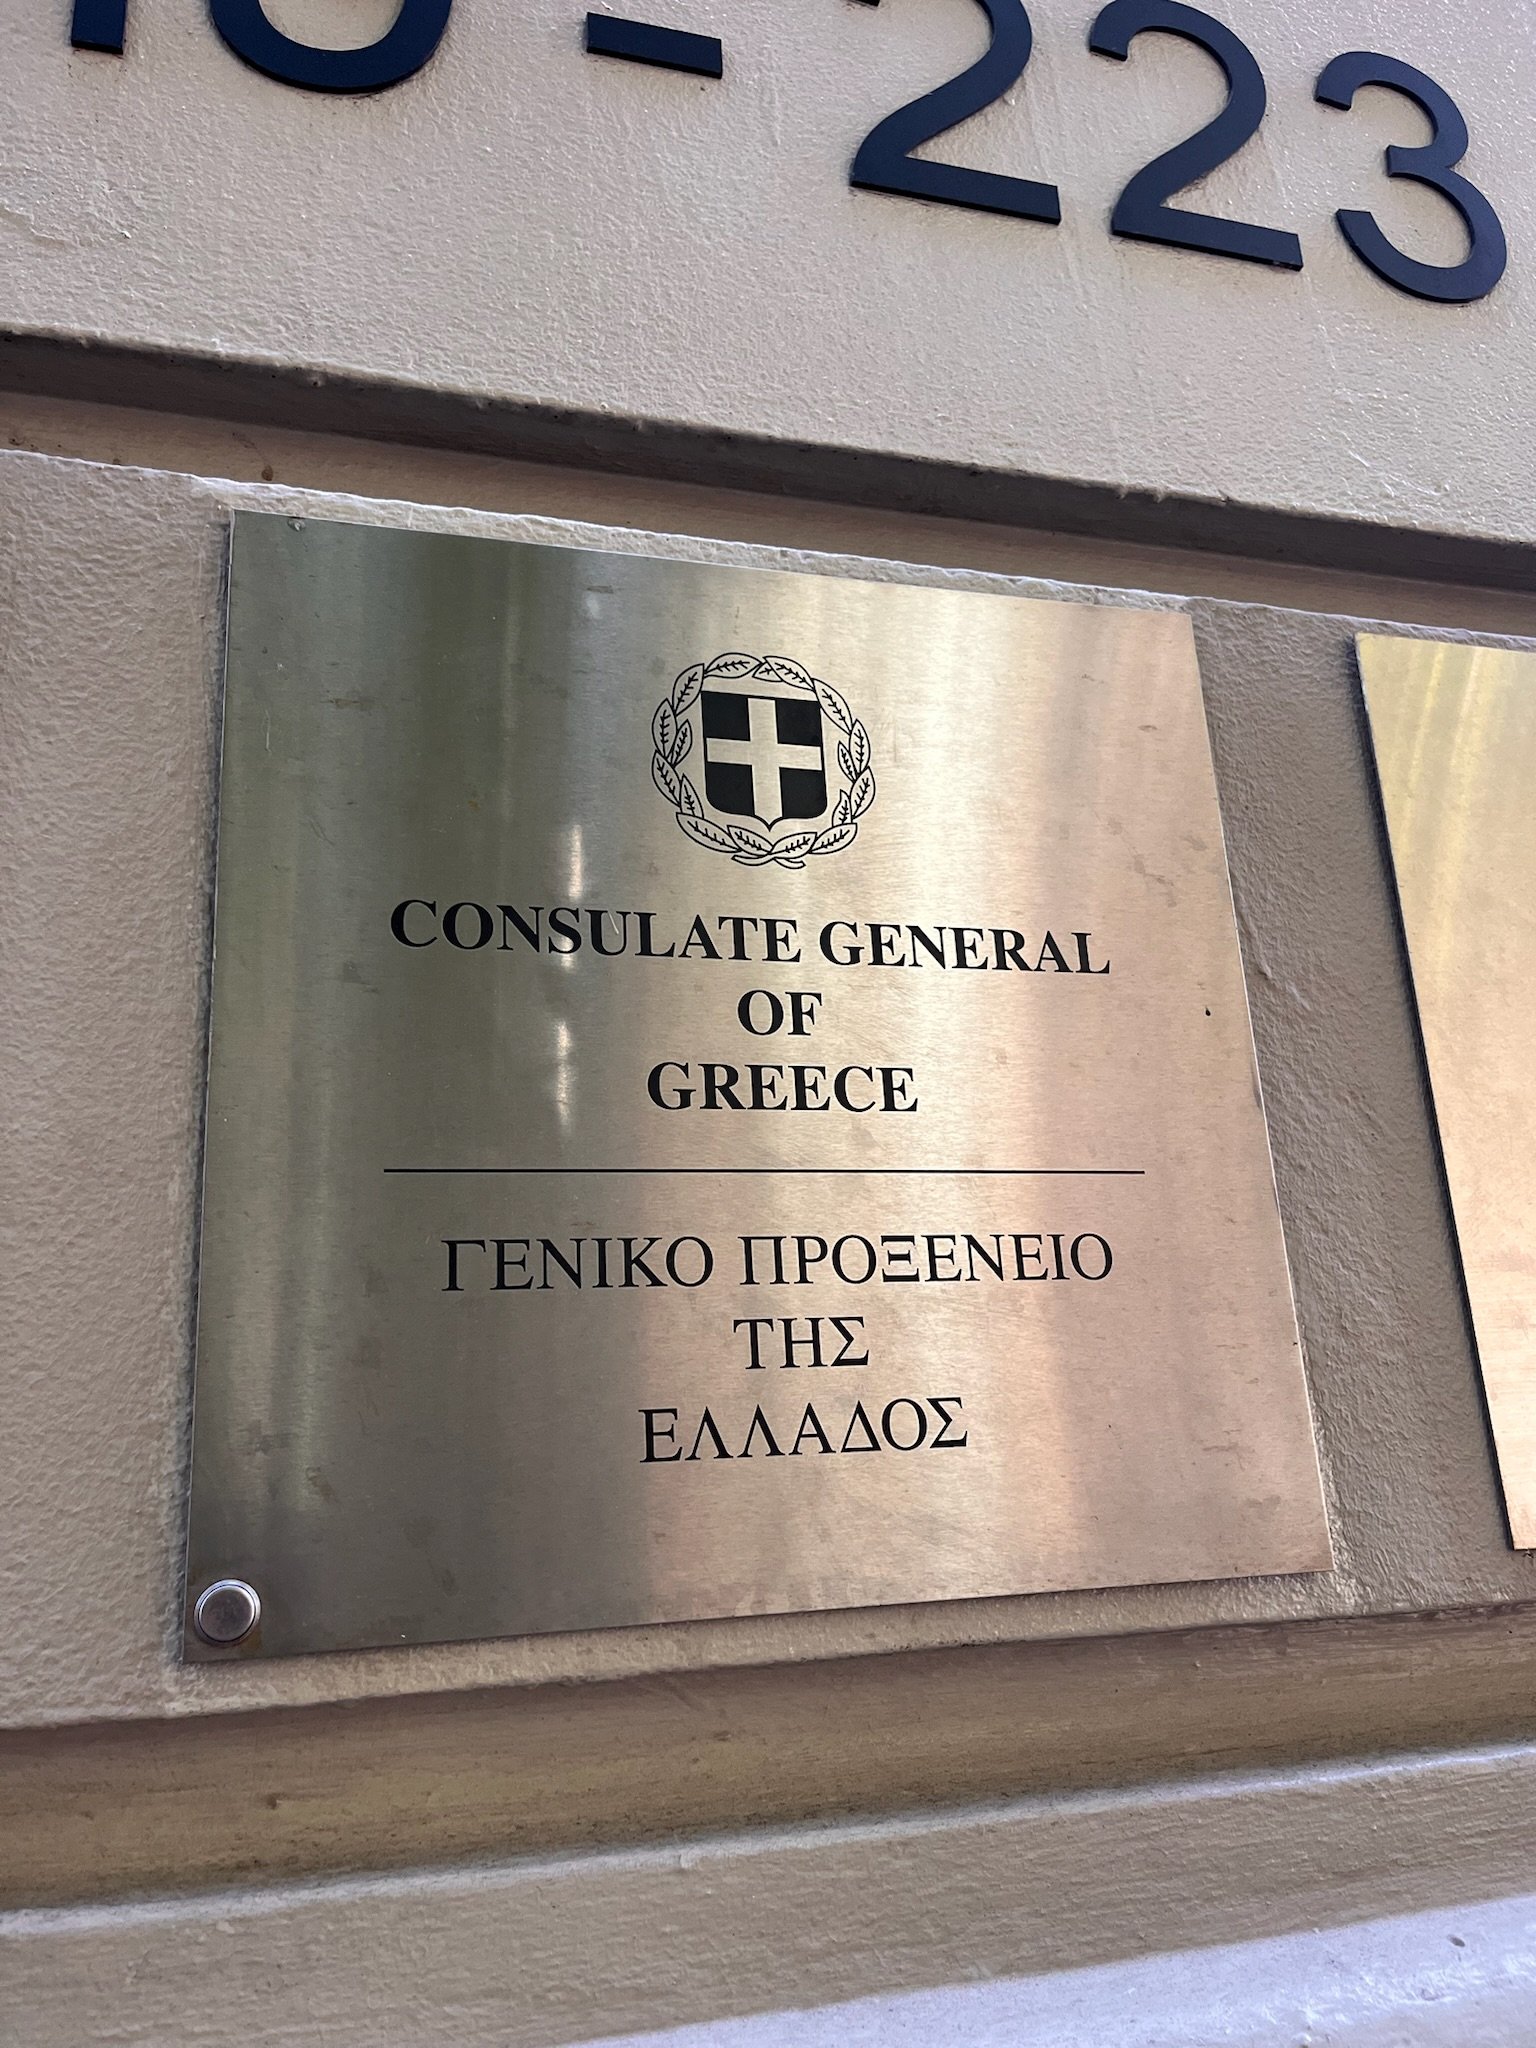 - 223
CONSULATE GENERAL
OF
GREECE
ΓΕΝΙΚΟ ΠΡΟΞΕΝΕΙΟ
ΤΗΣ
ΕΛΛΑΔΟΣ